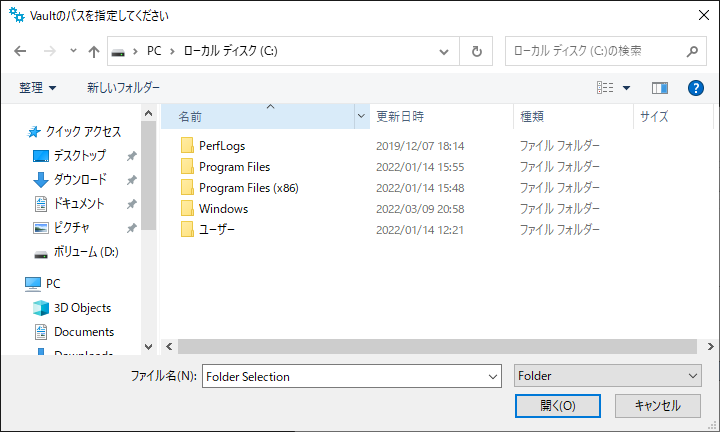 Vaultのパスを指定してください
PC › ローカル ディスク (C:)
ローカル ディスク (C:)の検索
整理
新しいフォルダー
名前 更新日時 種類 サイズ
クイック アクセス
デスクトップ
ダウンロード
ドキュメント
ピクチャ
ボリューム (D:)
PC
3D Objects
Documents
Downloads
PerfLogs 2019/12/07 18:14 ファイル フォルダー
Program Files 2022/01/14 15:55 ファイル フォルダー
Program Files (x86) 2022/01/14 15:48 ファイル フォルダー
Windows 2022/03/09 20:58 ファイル フォルダー
ユーザー 2022/01/14 12:21 ファイル フォルダー
ファイル名(N): Folder Selection
Folder
開く(O) キャンセル